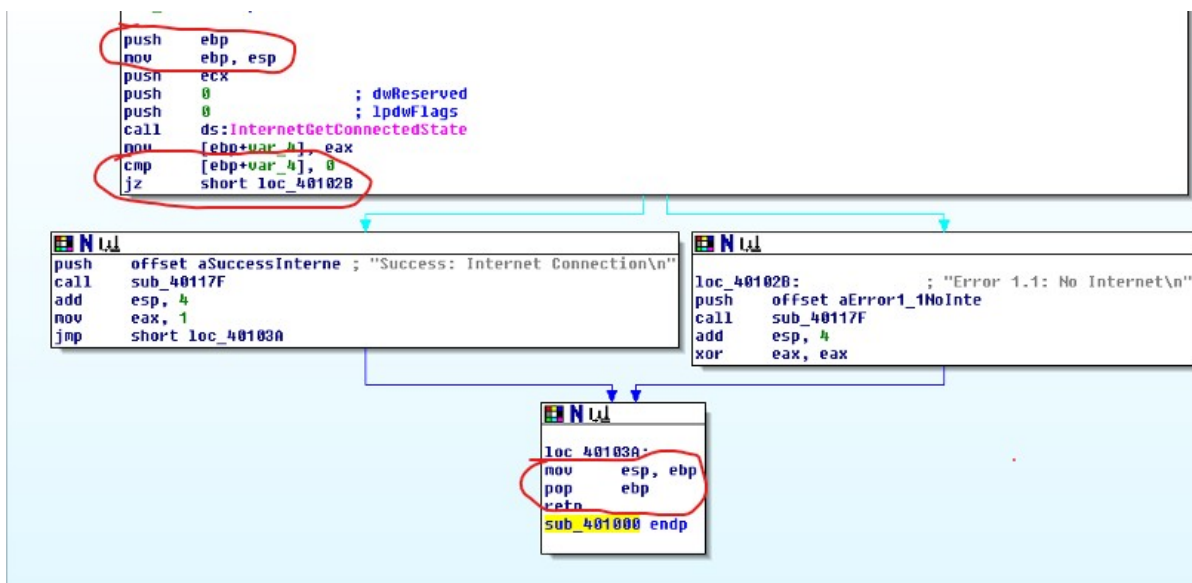 push ebp
mov ebp, esp
push ecx
push 0 ; dwReserved
push 0 ; lpdwFlags
call ds:InternetGetConnectedState
mov [ebp+var_4], eax
cmp [ebp+var_4], 0
jz short loc_40102B
push offset aSuccessInterne ; "Success: Internet Connection\n"
call sub_40117F
add esp, 4
mov eax, 1
jmp short loc_40103A
loc_40102B: ; "Error 1.1: No Internet\n"
push offset aError1_1NoInte
call sub_40117F
add esp, 4
xor eax, eax
loc_40103A:
mov esp, ebp
pop ebp
retn
sub_401000 endp